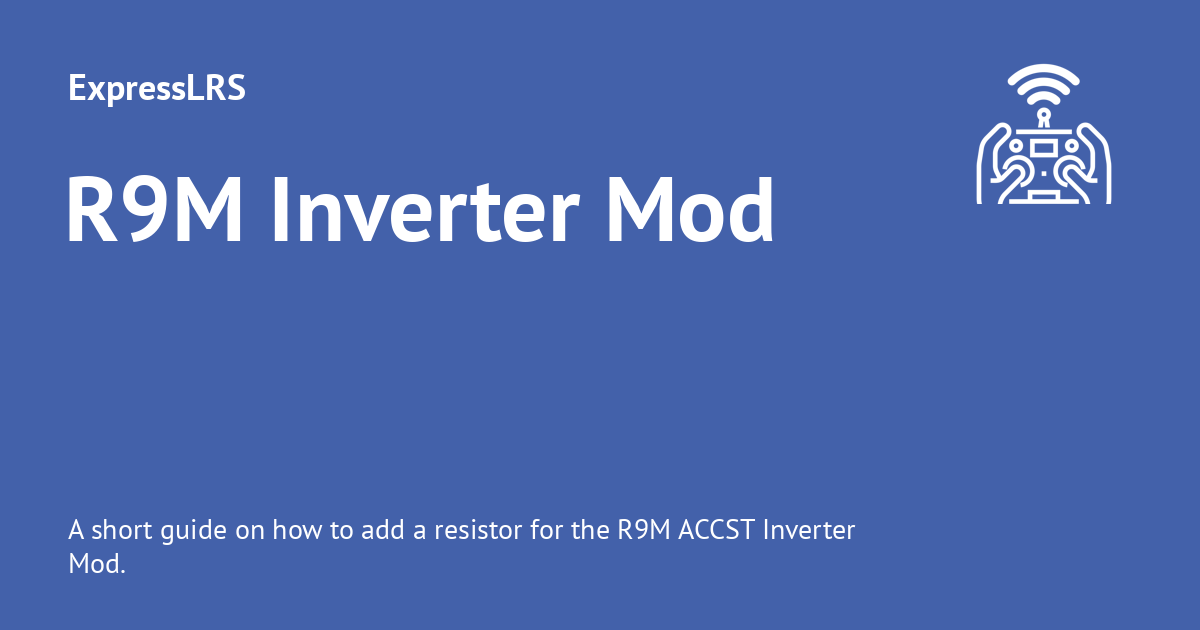 ExpressLRS
R9M Inverter Mod
A short guide on how to add a resistor for the R9M ACCST Inverter
Mod.